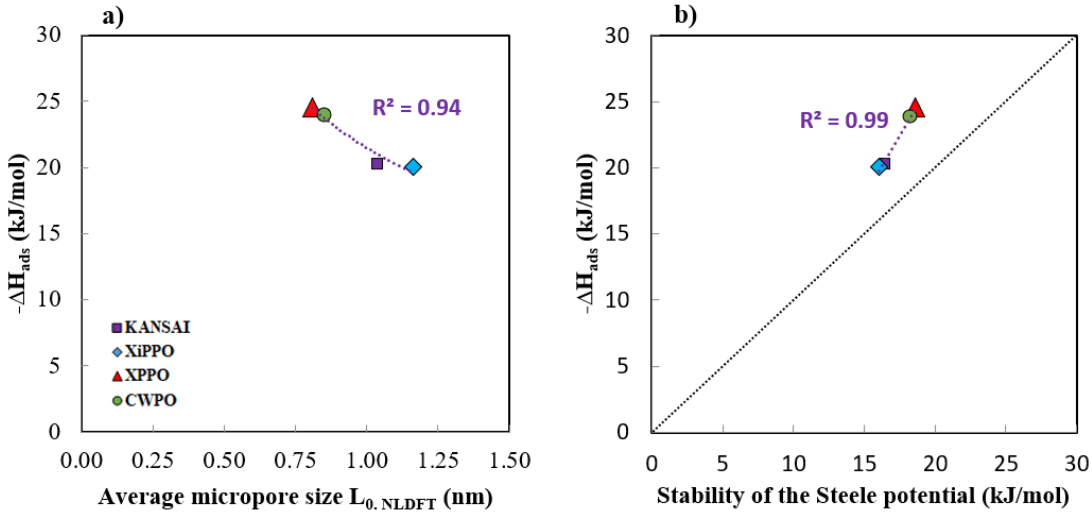 a)
30
25
20
15
10
5
0
-ΔHads (kJ/mol)
R² = 0.94
KANSAI
XiPPO
XPPO
CWPO
0.00 0.25 0.50 0.75 1.00 1.25 1.50
Average micropore size L0. NLDFT (nm)
b)
30
25
20
15
10
5
0
-ΔHads (kJ/mol)
R² = 0.99
0 5 10 15 20 25 30
Stability of the Steele potential (kJ/mol)